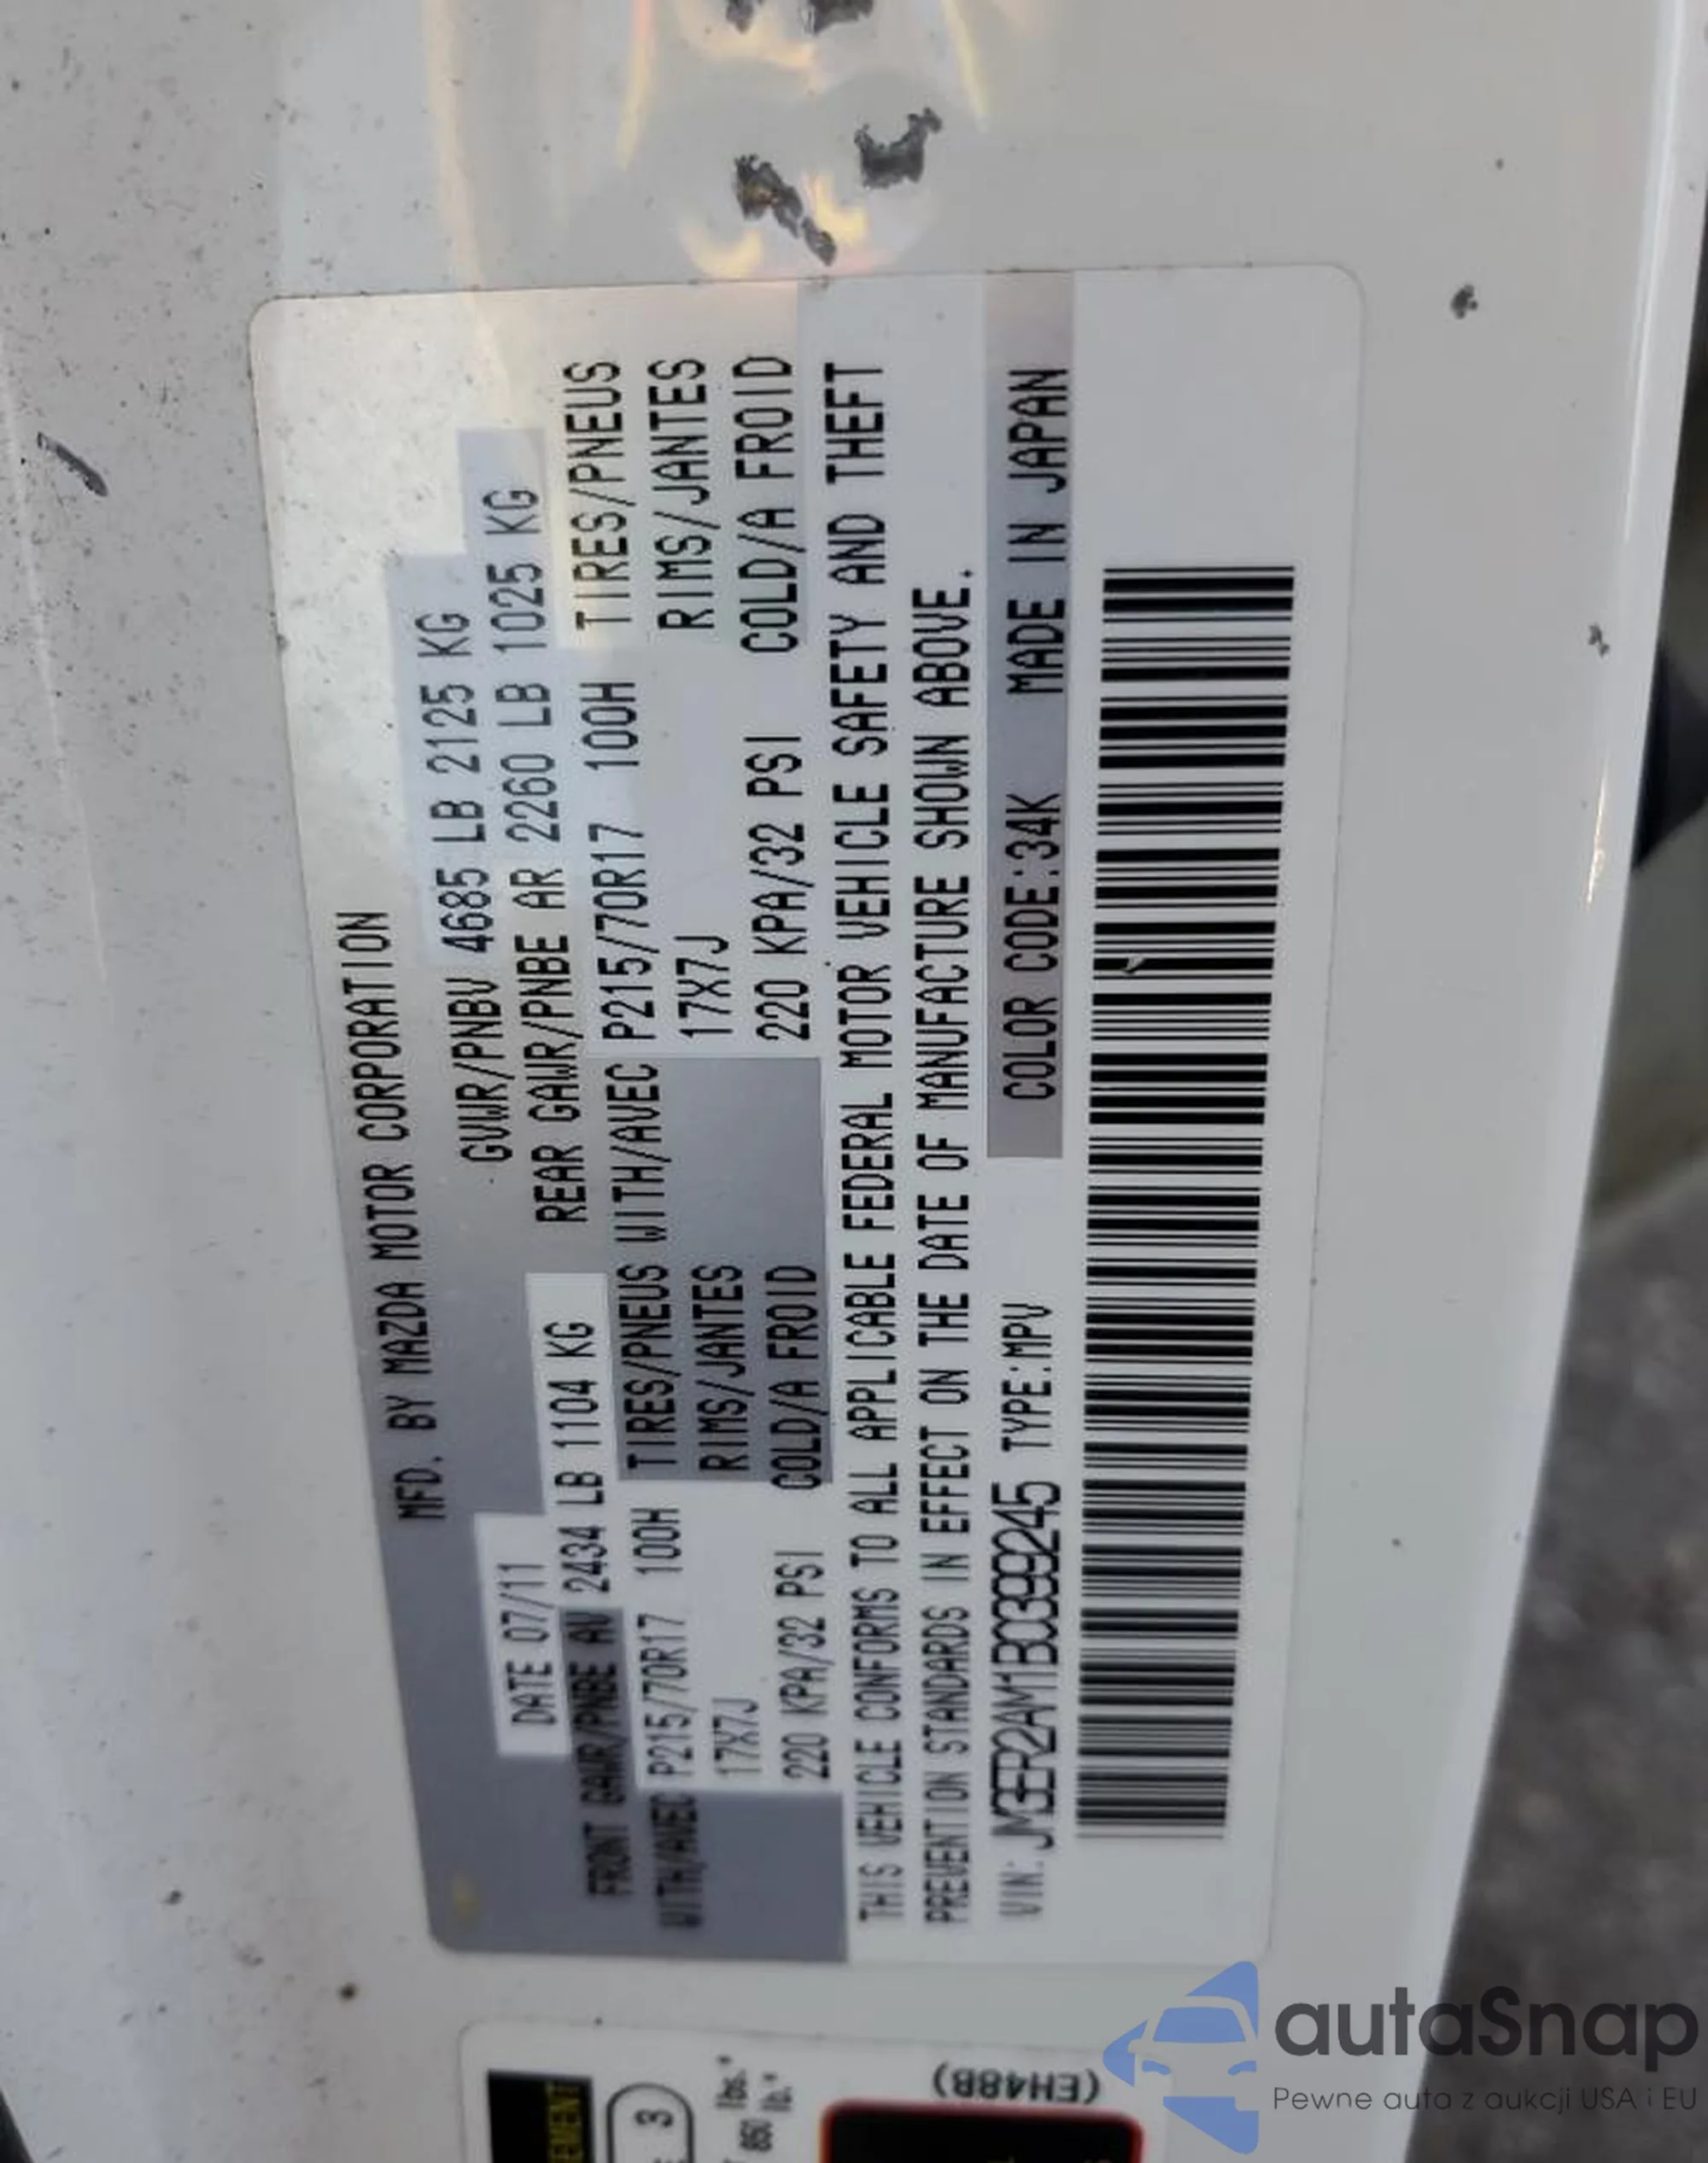 MFD. BY MAZDA MOTOR CORPORATION
DATE 07/11 GVWR/PNBV 4685 LB 2125 KG
FRONT GAWR/PNBE AV 2434 LB 1104 KG REAR GAWR/PNBE AR 2260 LB 1025 KG
WITH/AVEC P215/70R17 100H TIRES/PNEUS WITH/AVEC P215/70R17 100H TIRES/PNEUS
17X7J RIMS/JANTES 17X7J RIMS/JANTES
220 KPA/32 PSI COLD/A FROID 220 KPA/32 PSI COLD/A FROID
THIS VEHICLE CONFORMS TO ALL APPLICABLE FEDERAL MOTOR VEHICLE SAFETY AND THEFT
PREVENTION STANDARDS IN EFFECT ON THE DATE OF MANUFACTURE SHOWN ABOVE.
VIN: JM3ER2AM1B0399245 TYPE:MPV COLOR CODE:34K MADE IN JAPAN
3
lbs.*
850 lb.*
(EH48B)
autaSnap
Pewne auta z aukcji USA i EU